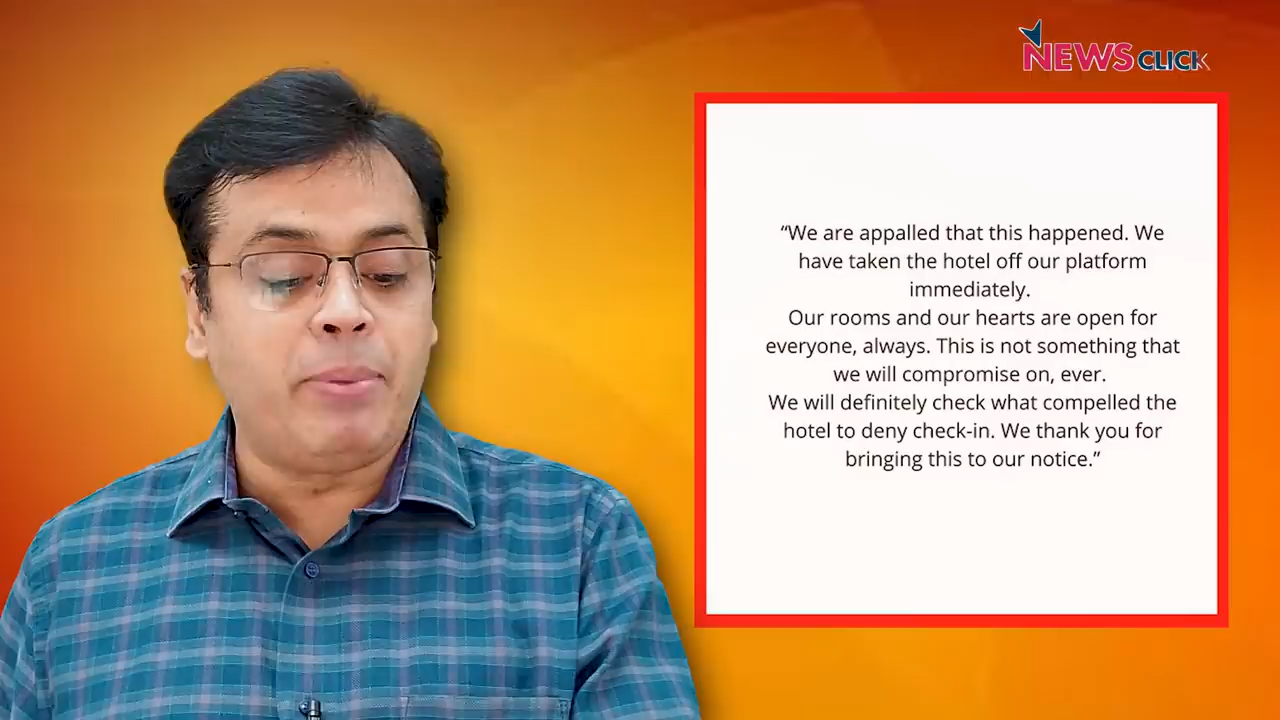 NEWSCLICK
“We are appalled that this happened. We
have taken the hotel off our platform
immediately.
Our rooms and our hearts are open for
everyone, always. This is not something that
we will compromise on, ever.
We will definitely check what compelled the
hotel to deny check-in. We thank you for
bringing this to our notice.”